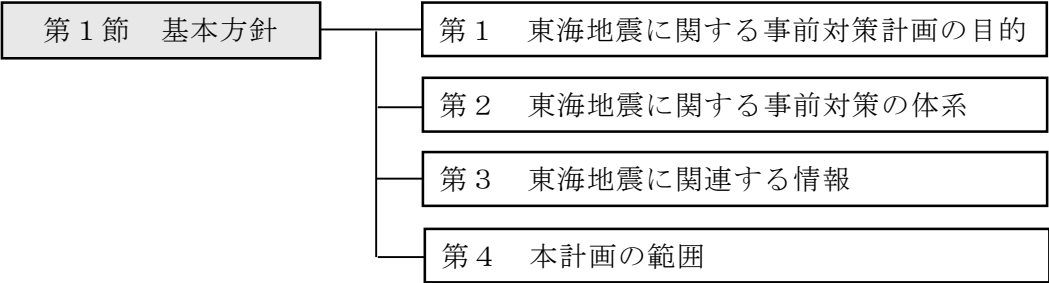 第１節　基本方針
第１　東海地震に関する事前対策計画の目的
第２　東海地震に関する事前対策の体系
第３　東海地震に関連する情報
第４　本計画の範囲